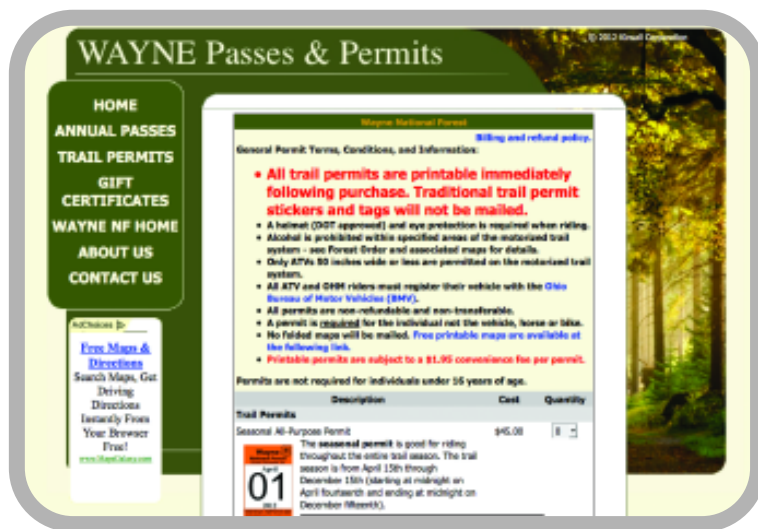 © 2012 Kinsail Corporation
WAYNE Passes & Permits
HOME
ANNUAL PASSES
TRAIL PERMITS
GIFT
CERTIFICATES
WAYNE NF HOME
ABOUT US
CONTACT US
AdChoices
Free Maps &
Directions
Search Maps, Get
Driving
Directions
Instantly From
Your Browser
Free!
www.MapsGalaxy.com
Wayne National Forest
Billing and refund policy.
General Permit Terms, Conditions, and Information:
• All trail permits are printable immediately
following purchase. Traditional trail permit
stickers and tags will not be mailed.
• A helmet (DOT approved) and eye protection is required when riding.
• Alcohol is prohibited within specified areas of the motorized trail
system - see Forest Order and associated maps for details.
• Only ATVs 50 inches wide or less are permitted on the motorized trail
system.
• All ATV and OHM riders must register their vehicle with the Ohio
Bureau of Motor Vehicles (BMV).
• All permits are non-refundable and non-transferable.
• A permit is required for the individual not the vehicle, horse or bike.
• No folded maps will be mailed. Free printable maps are available at
the following link.
• Printable permits are subject to a $1.95 convenience fee per permit.
Permits are not required for individuals under 16 years of age.
Description Cost Quantity
Trail Permits
Seasonal All-Purpose Permit $45.00 0
Wayne
April
01
The seasonal permit is good for riding
throughout the entire trail season. The trail
season is from April 15th through
December 15th (starting at midnight on
April fourteenth and ending at midnight on
December fifteenth).